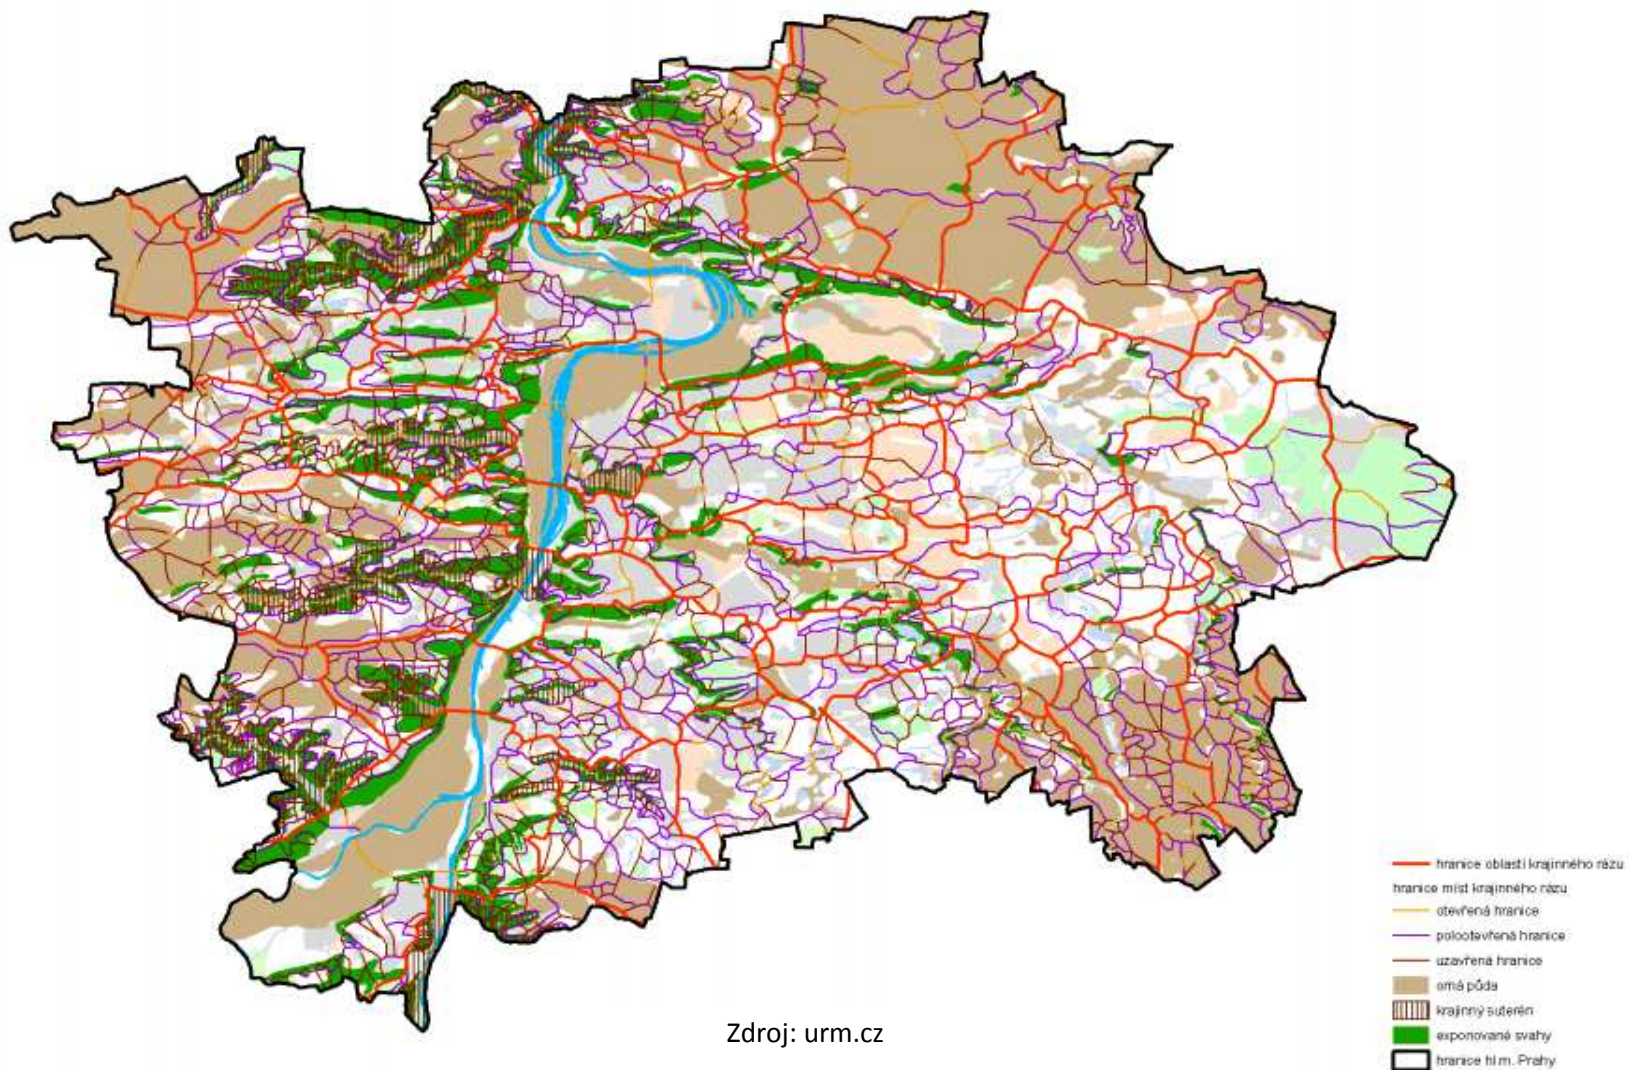 hranice oblastí krajinného rázu
hranice míst krajinného rázu
otevřená hranice
polootevřená hranice
uzavřená hranice
orná půda
krajinný suterén
exponované svahy
hranice hl.m. Prahy
Zdroj: urm.cz